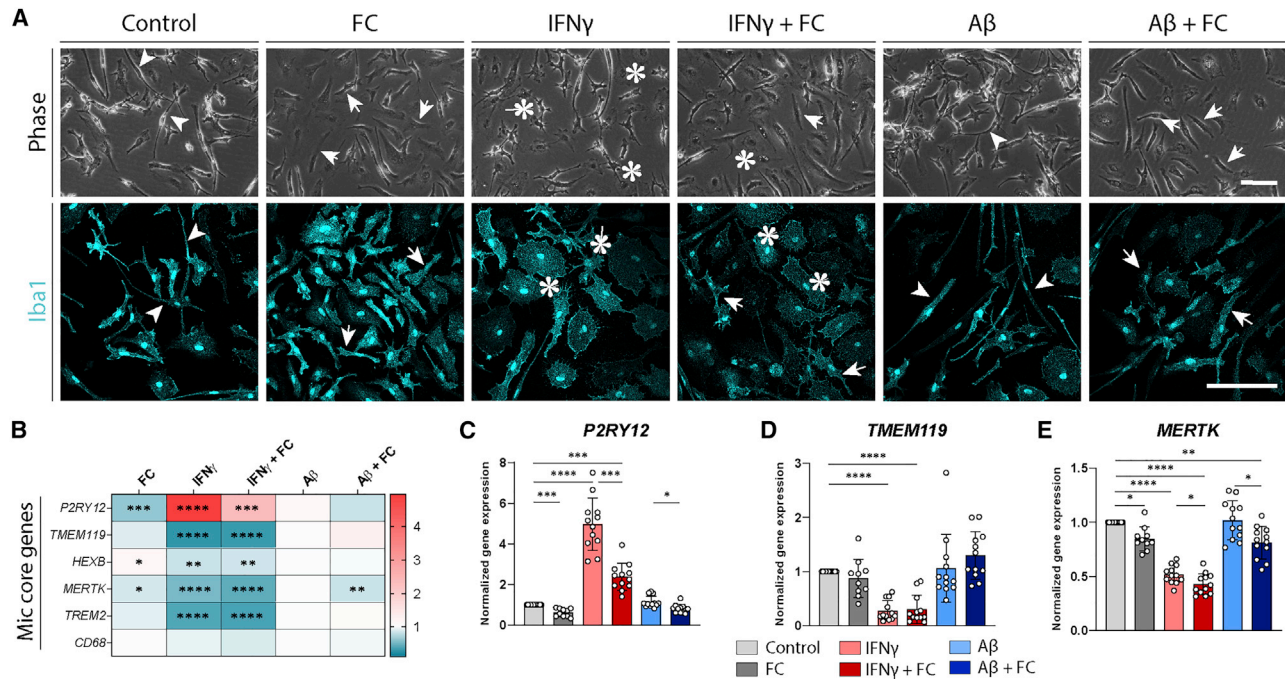 A
Control FC IFNγ IFNγ + FC Aβ Aβ + FC
Phase
Iba1
B
FC IFNγ IFNγ + FC Aβ Aβ + FC
Mic core genes
P2RY12 *** **** ***
TMEM119 **** ****
HEXB * ** **
MERTK * **** **** **
TREM2 **** ****
CD68
4
3
2
1
C
P2RY12
Normalized gene expression
8
6
4
2
0
***
****
*** *** *
D
TMEM119
Normalized gene expression
3
2
1
0
****
****
E
MERTK
Normalized gene expression
1.5
1.0
0.5
0.0
**
****
****
* * *
Control IFNγ Aβ
FC IFNγ + FC Aβ + FC